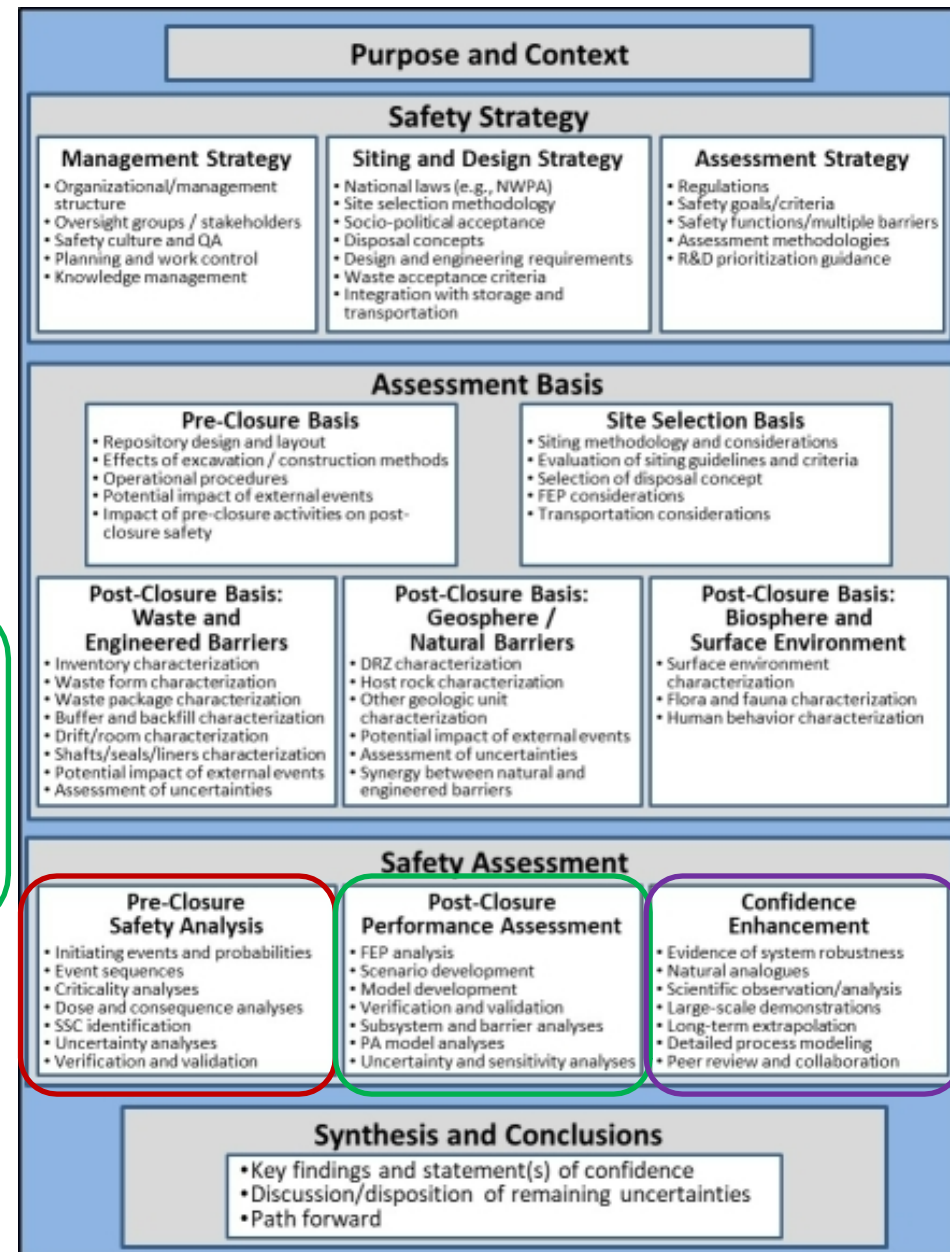 Purpose and Context
Safety Strategy
Management Strategy
• Organizational/management
structure
• Oversight groups / stakeholders
• Safety culture and QA
• Planning and work control
• Knowledge management
Siting and Design Strategy
• National laws (e.g., NWPA)
• Site selection methodology
• Socio-political acceptance
• Disposal concepts
• Design and engineering requirements
• Waste acceptance criteria
• Integration with storage and
transportation
Assessment Strategy
• Regulations
• Safety goals/criteria
• Safety functions/multiple barriers
• Assessment methodologies
• R&D prioritization guidance
Assessment Basis
Pre-Closure Basis
• Repository design and layout
• Effects of excavation / construction methods
• Operational procedures
• Potential impact of external events
• Impact of pre-closure activities on post-
closure safety
Site Selection Basis
• Siting methodology and considerations
• Evaluation of siting guidelines and criteria
• Selection of disposal concept
• FEP considerations
• Transportation considerations
Post-Closure Basis:
Waste and
Engineered Barriers
• Inventory characterization
• Waste form characterization
• Waste package characterization
• Buffer and backfill characterization
• Drift/room characterization
• Shafts/seals/liners characterization
• Potential impact of external events
• Assessment of uncertainties
Post-Closure Basis:
Geosphere /
Natural Barriers
• DRZ characterization
• Host rock characterization
• Other geologic unit
characterization
• Potential impact of external events
• Assessment of uncertainties
• Synergy between natural and
engineered barriers
Post-Closure Basis:
Biosphere and
Surface Environment
• Surface environment
characterization
• Flora and fauna characterization
• Human behavior characterization
Safety Assessment
Pre-Closure
Safety Analysis
• Initiating events and probabilities
• Event sequences
• Criticality analyses
• Dose and consequence analyses
• SSC identification
• Uncertainty analyses
• Verification and validation
Post-Closure
Performance Assessment
• FEP analysis
• Scenario development
• Model development
• Verification and validation
• Subsystem and barrier analyses
• PA model analyses
• Uncertainty and sensitivity analyses
Confidence
Enhancement
• Evidence of system robustness
• Natural analogues
• Scientific observation/analysis
• Large-scale demonstrations
• Long-term extrapolation
• Detailed process modeling
• Peer review and collaboration
Synthesis and Conclusions
•Key findings and statement(s) of confidence
•Discussion/disposition of remaining uncertainties
•Path forward